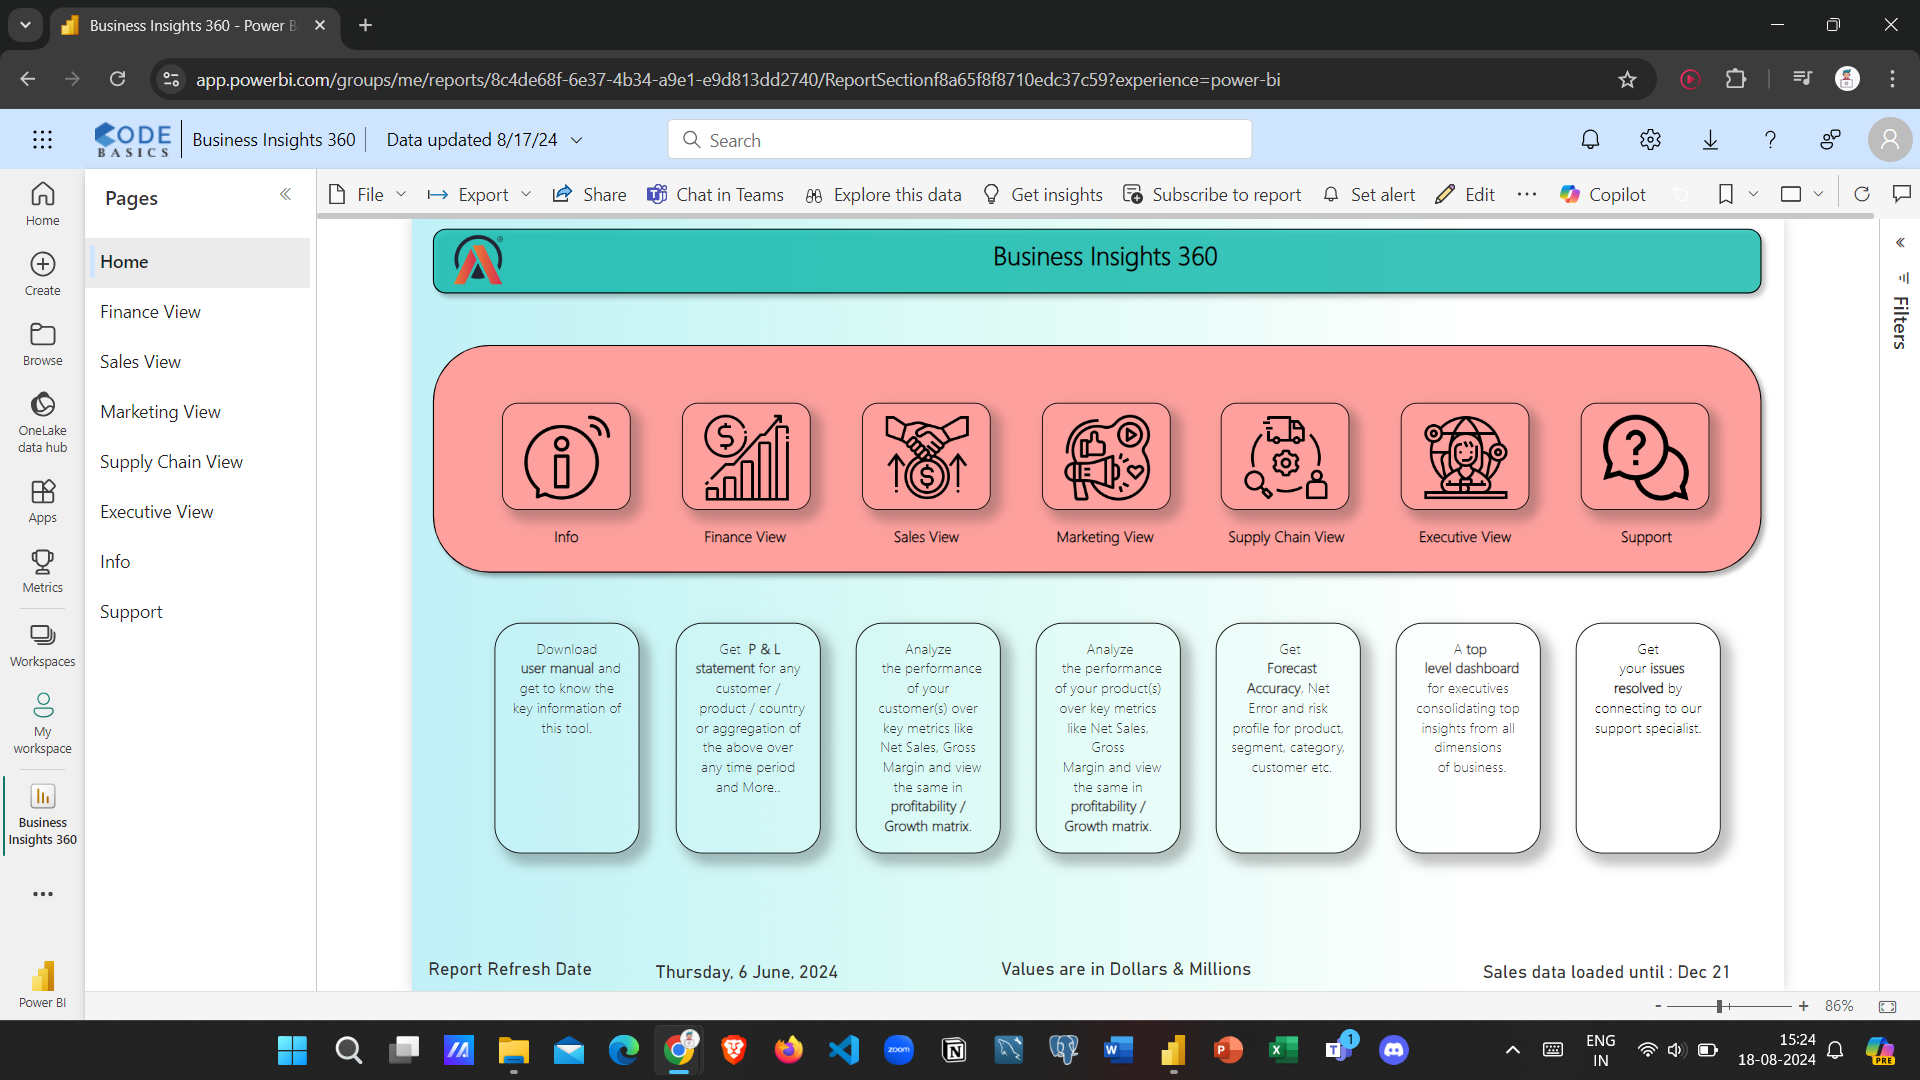 Business Insights 360 - Power B
app.powerbi.com/groups/me/reports/8c4de68f-6e37-4b34-a9e1-e9d813dd2740/ReportSectionf8a65f8f8710edc37c59?experience=power-bi
CODE
BASICS
Business Insights 360
Data updated 8/17/24
Search
Home
Create
Browse
OneLake
data hub
Apps
Metrics
Workspaces
My
workspace
Business
Insights 360
Power BI
Pages
Home
Finance View
Sales View
Marketing View
Supply Chain View
Executive View
Info
Support
File
Export
Share
Chat in Teams
Explore this data
Get insights
Subscribe to report
Set alert
Edit
Copilot
Filters
Business Insights 360
Info
Finance View
Sales View
Marketing View
Supply Chain View
Executive View
Support
Download
user manual and
get to know the
key information of
this tool.
Get P & L
statement for any
customer /
product / country
or aggregation of
the above over
any time period
and More..
Analyze
the performance
of your
customer(s) over
key metrics like
Net Sales, Gross
Margin and view
the same in
profitability /
Growth matrix.
Analyze
the performance
of your product(s)
over key metrics
like Net Sales,
Gross
Margin and view
the same in
profitability /
Growth matrix.
Get
Forecast
Accuracy, Net
Error and risk
profile for product,
segment, category,
customer etc.
A top
level dashboard
for executives
consolidating top
insights from all
dimensions
of business.
Get
your issues
resolved by
connecting to our
support specialist.
Report Refresh Date
Thursday, 6 June, 2024
Values are in Dollars & Millions
Sales data loaded until : Dec 21
- + 86%
zoom
1
ENG
IN
15:24
18-08-2024
PRE